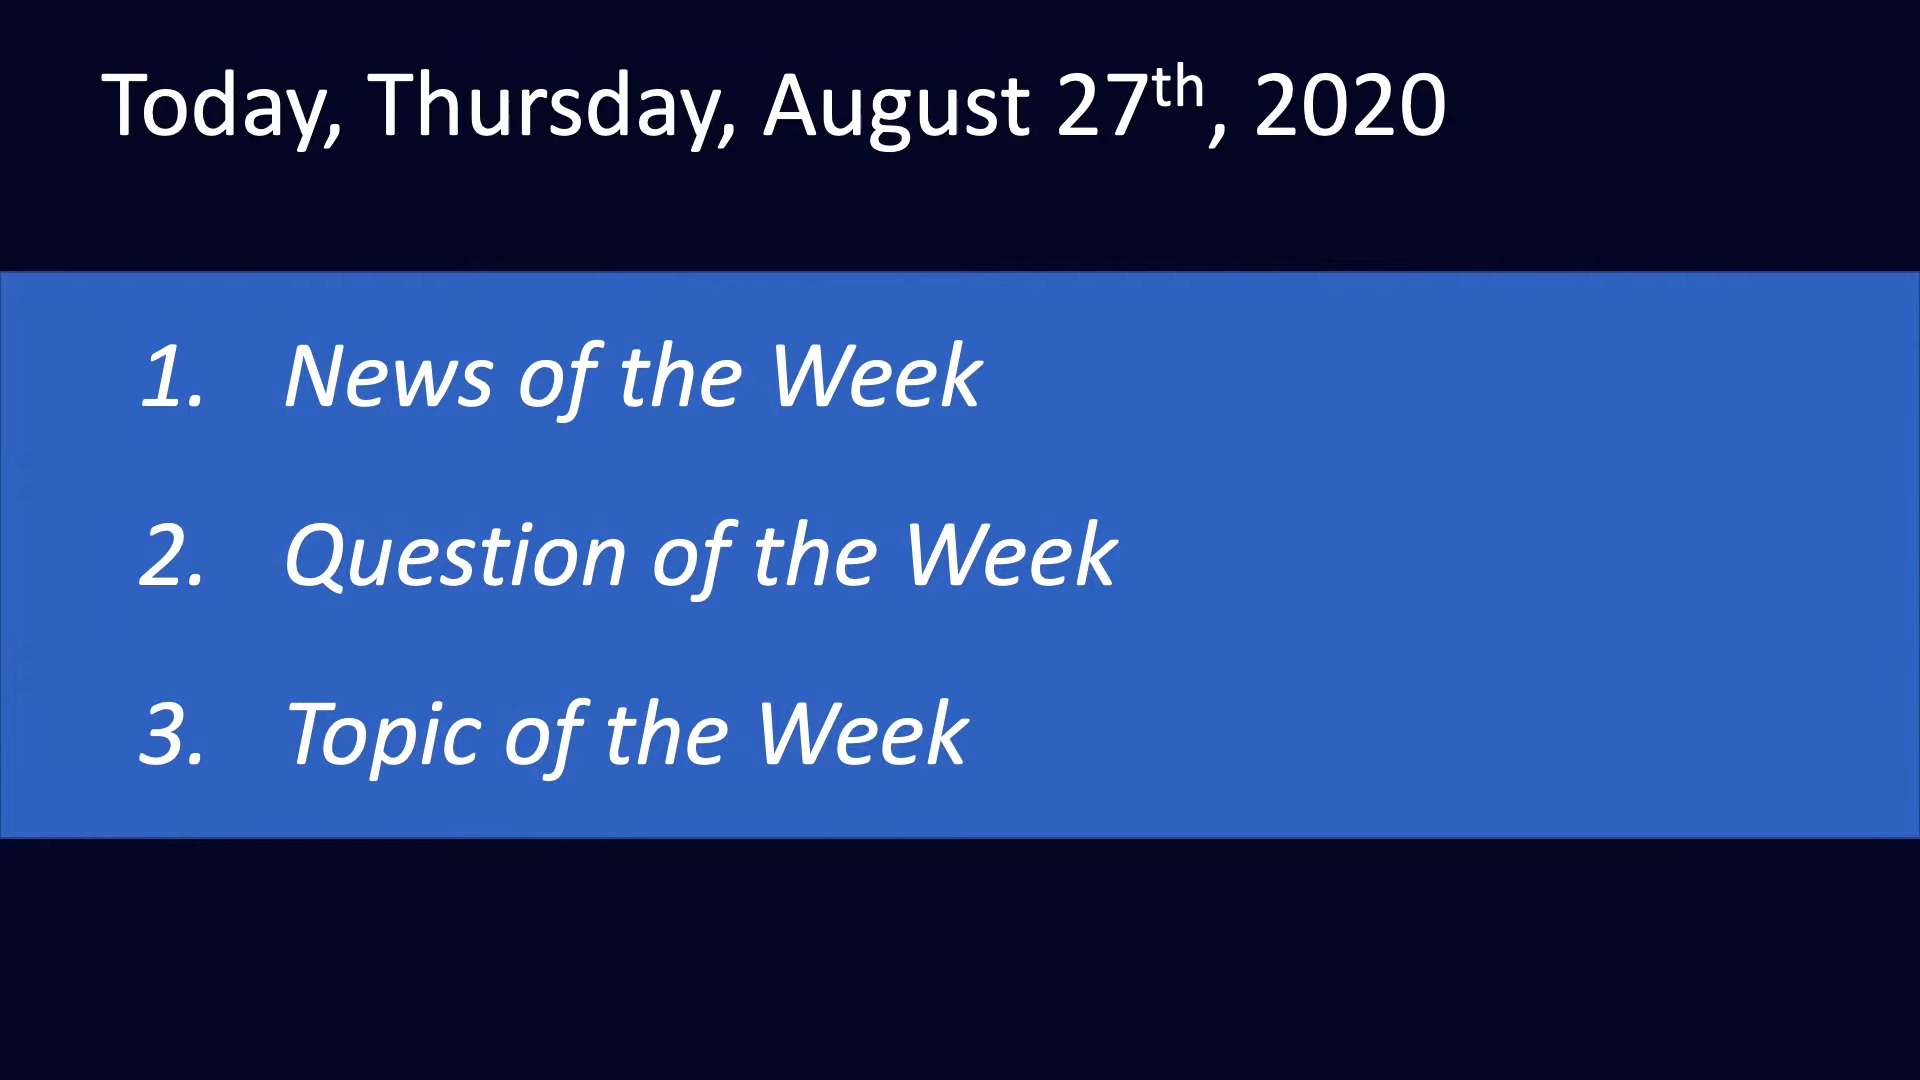 Today, Thursday, August 27th, 2020
1. News of the Week
2. Question of the Week
3. Topic of the Week